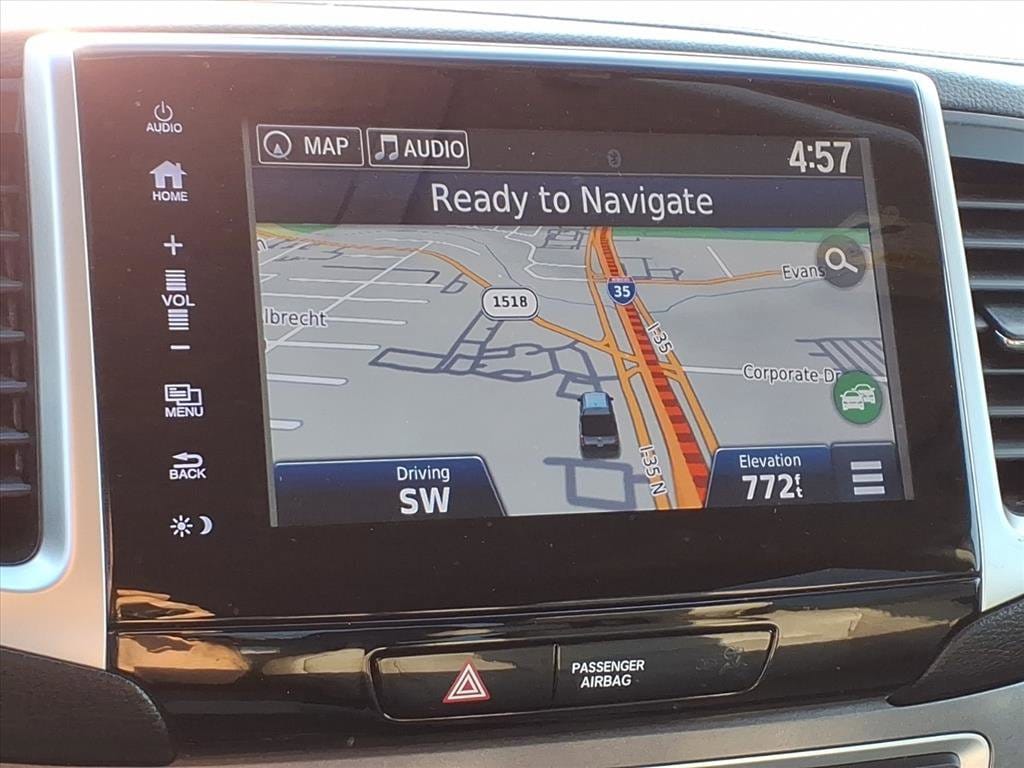 AUDIO
HOME
+
VOL
−
MENU
BACK
MAP
AUDIO
4:57
Ready to Navigate
Evans
35
1518
lbrecht
I-35
Corporate Dr
I-35 N
Driving
SW
Elevation
772ft
PASSENGER
AIRBAG